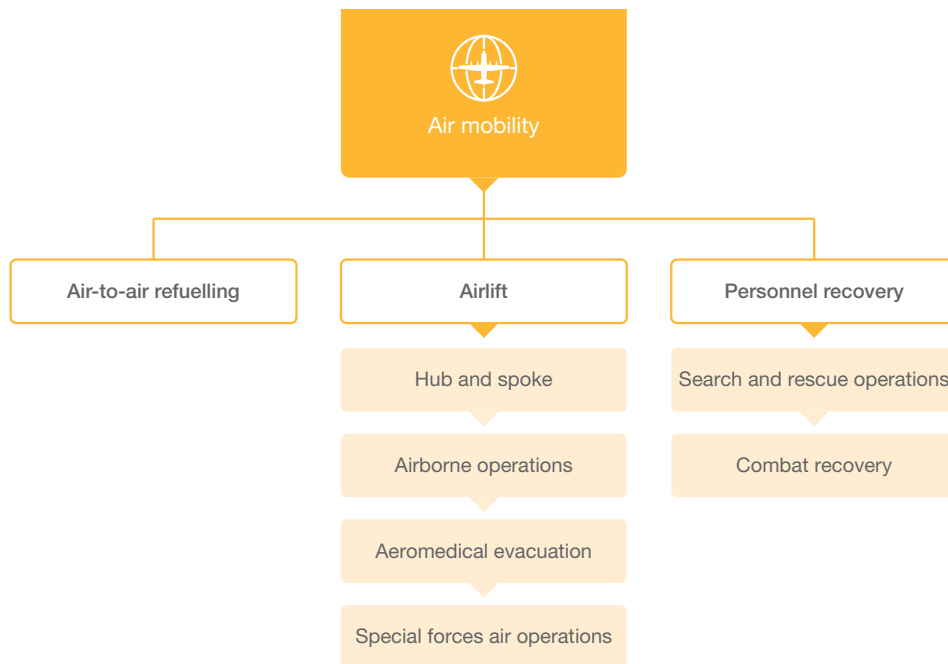 Air mobility
Air-to-air refuelling
Airlift
Personnel recovery
Hub and spoke
Search and rescue operations
Airborne operations
Combat recovery
Aeromedical evacuation
Special forces air operations